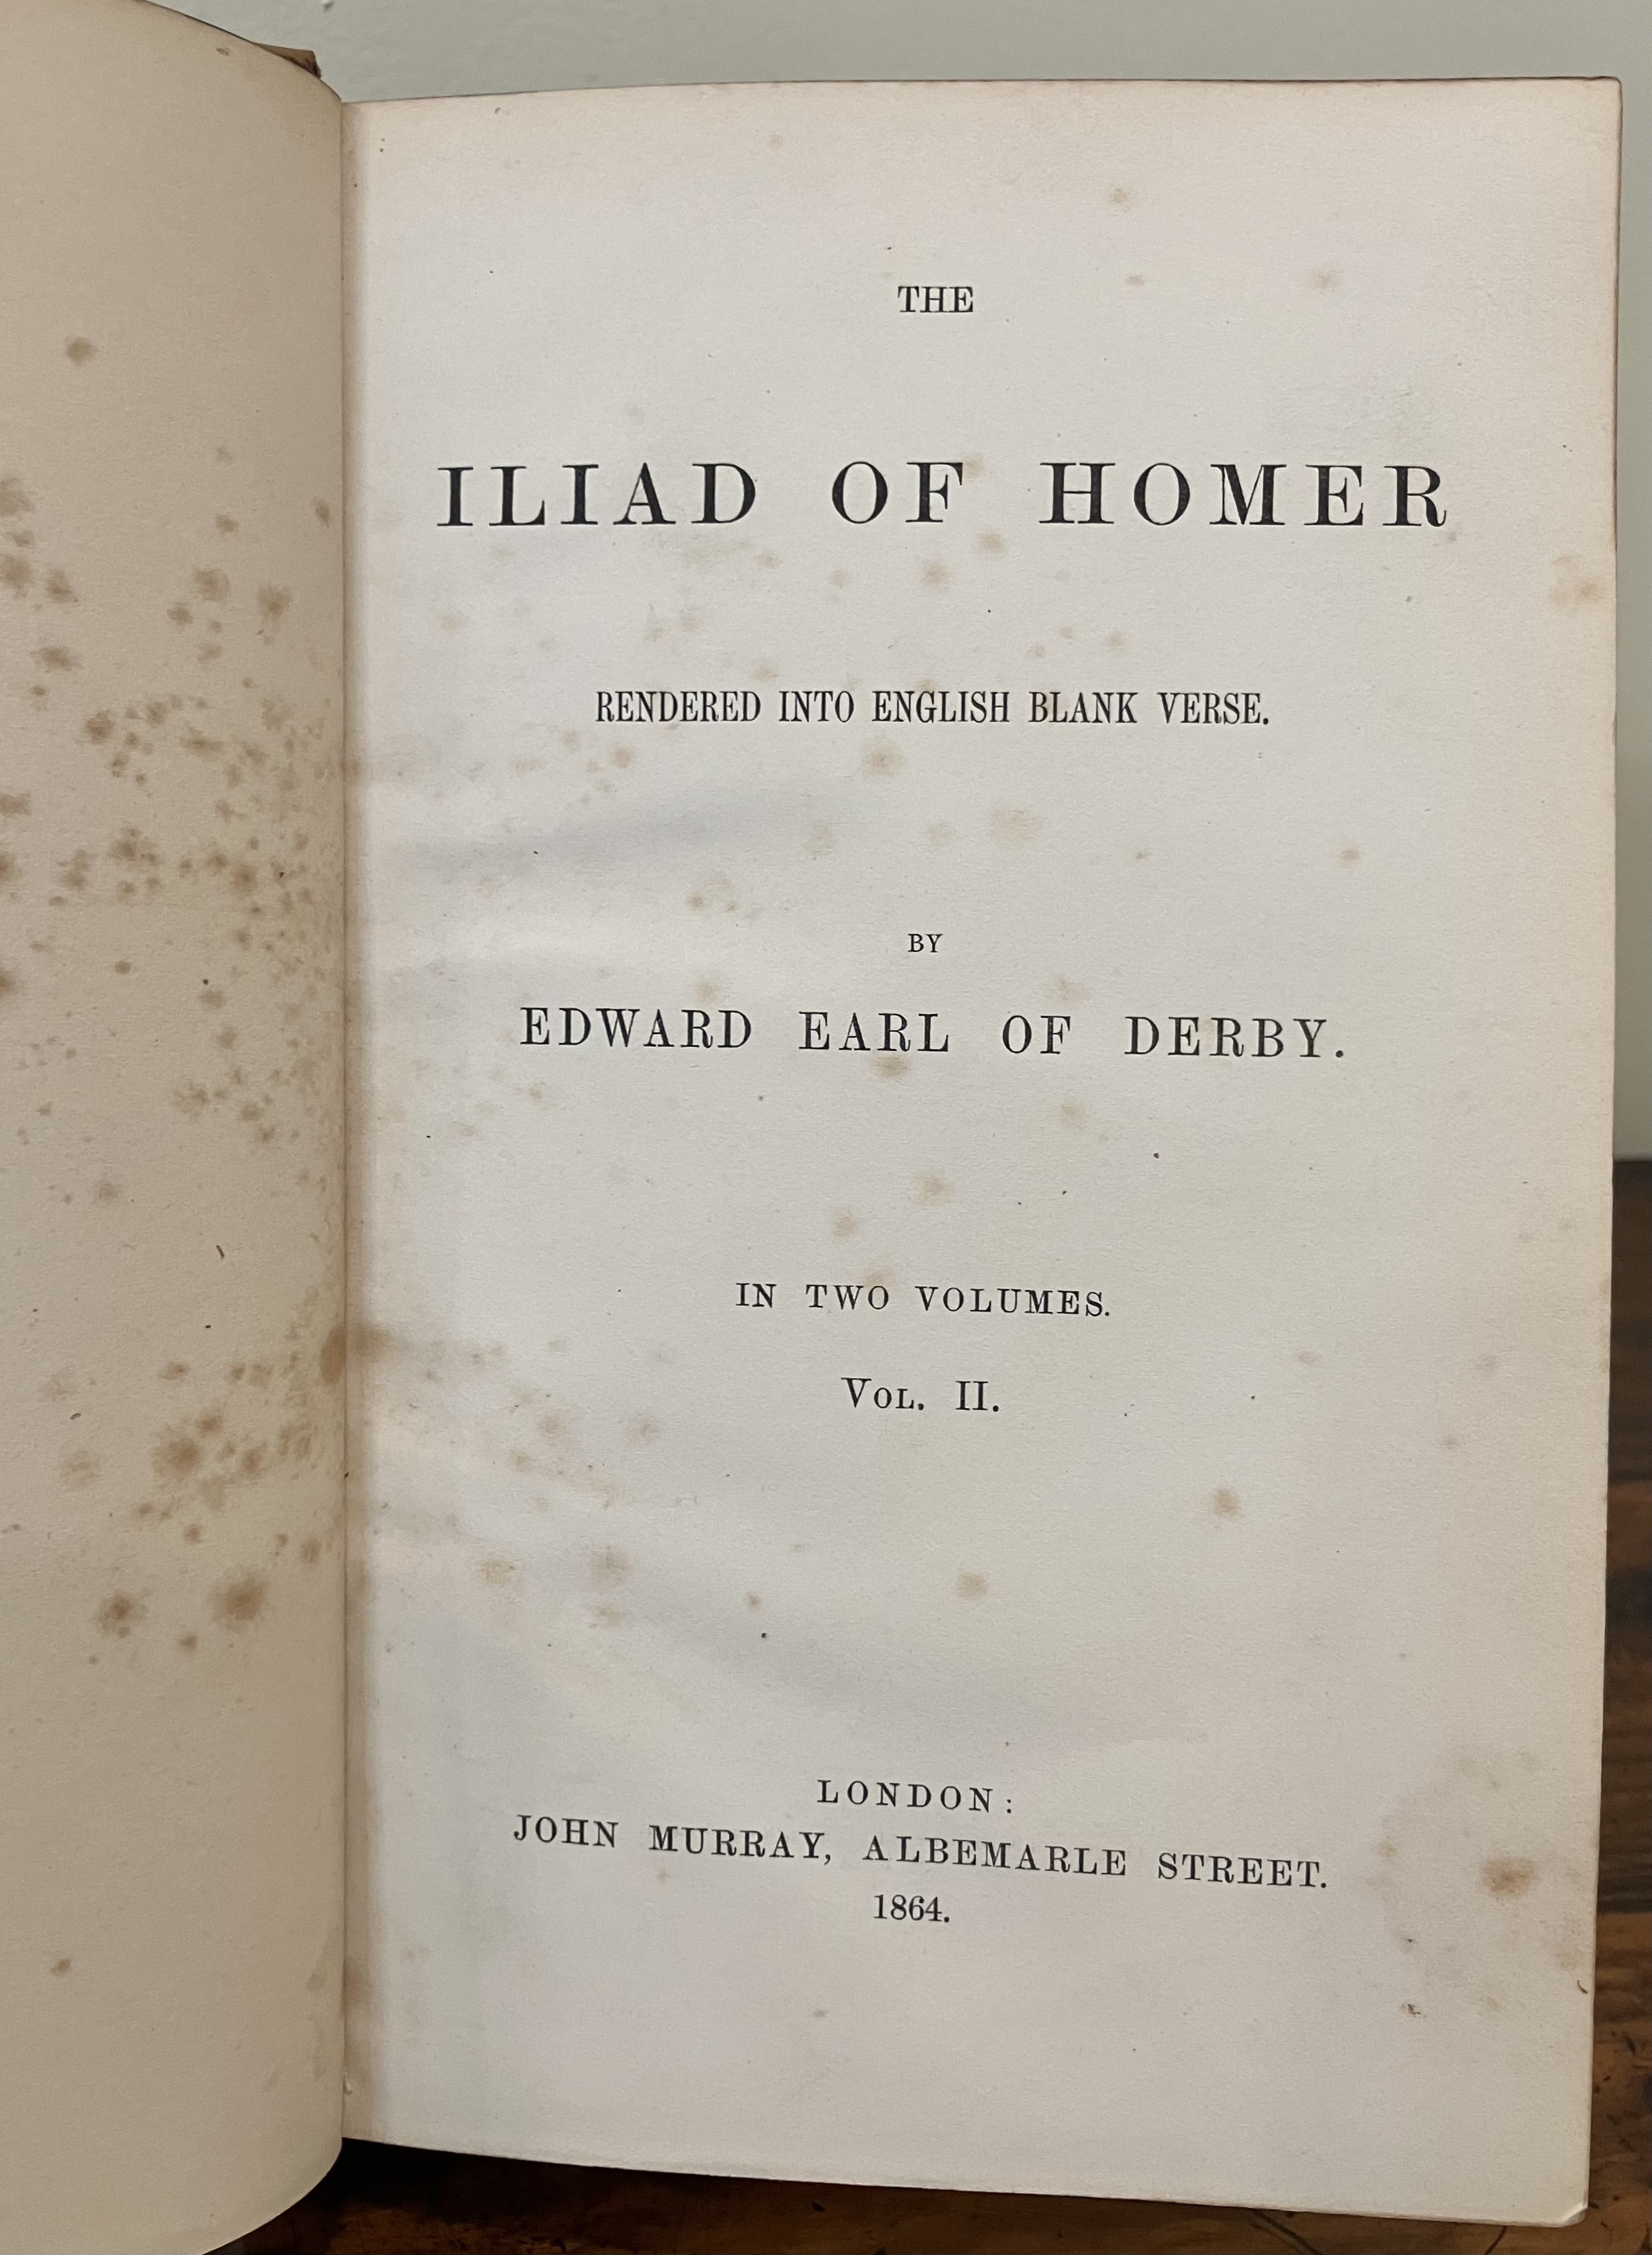 THE
ILIAD OF HOMER
RENDERED INTO ENGLISH BLANK VERSE.
BY
EDWARD EARL OF DERBY.
IN TWO VOLUMES.
VOL. II.
LONDON:
JOHN MURRAY, ALBEMARLE STREET.
1864.